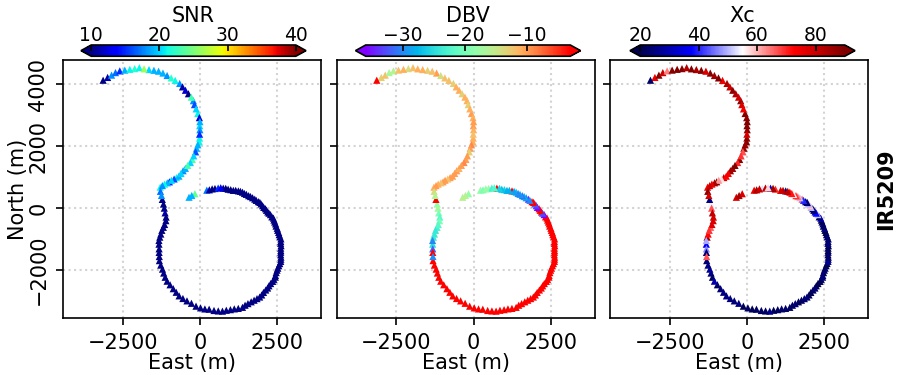 SNR DBV Xc
10 20 30 40 −30 −20 −10 20 40 60 80
4000
2000
0
−2000
North (m)
−2500 0 2500 −2500 0 2500 −2500 0 2500
East (m) East (m) East (m)
IR5209